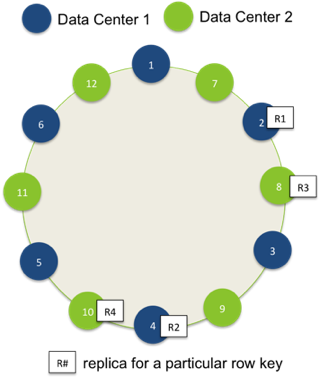 Data Center 1
Data Center 2
1
12
7
6
2
R1
11
8
R3
5
3
10
R4
4
R2
9
R#
replica for a particular row key